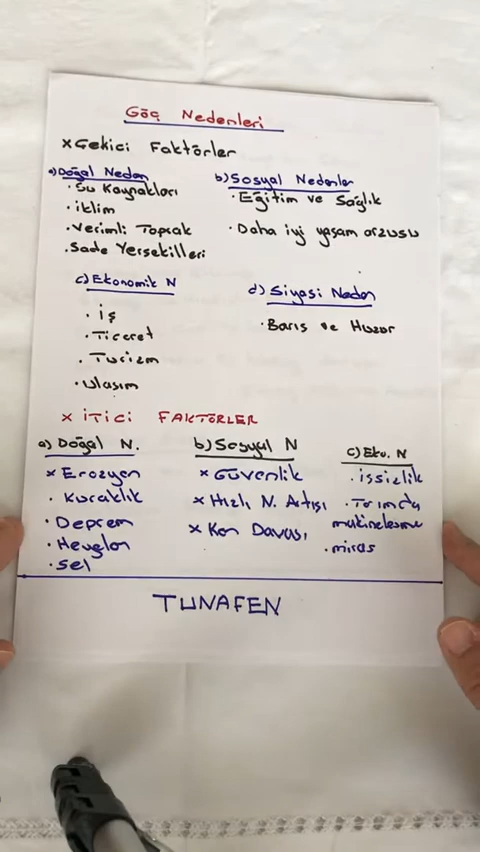 Göç Nedenleri
x Çekici Faktörler
a) Doğal Neden
• Su Kaynakları
• iklim
• Verimli Toprak
• Sade Yerşekilleri
b) Sosyal Nedenler
• Eğitim ve Sağlık
• Daha iyi yaşam arzusu
c) Ekonomik N
• iş
• Ticaret
• Turizm
• Ulaşım
d) Siyasi Neden
• Barış ve Huzur
x İTİCİ FAKTÖRLER
a) Doğal N.
x Erozyon
• Kuraklık
• Deprem
• Heyelan
• Sel
b) Sosyal N
x Güvenlik
x Hızlı N. Artışı
x Kan Davası
c) Eko. N
• işsizlik
• Tarımda
makineleşme
• miras
TUNAFEN